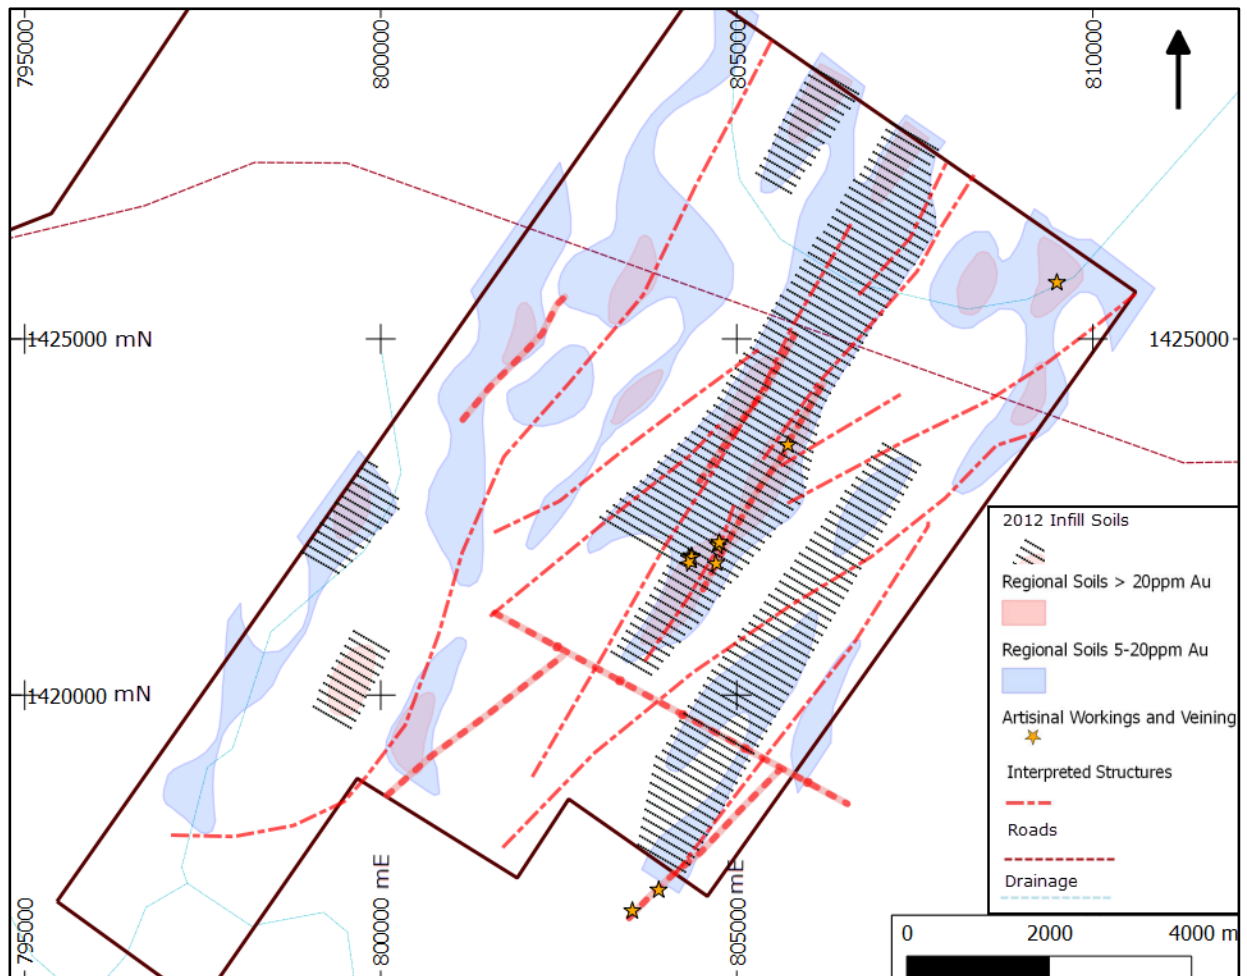 795000
800000
805000
810000
1425000 mN
1425000
1420000 mN
2012 Infill Soils
Regional Soils > 20ppm Au
Regional Soils 5-20ppm Au
Artisinal Workings and Veining
Interpreted Structures
Roads
Drainage
795000
800000 mE
805000 mE
0 2000 4000 m